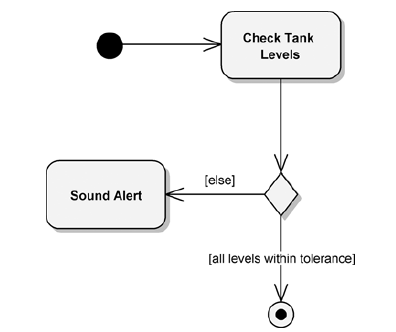 Check Tank
Levels
[else]
Sound Alert
[all levels within tolerance]